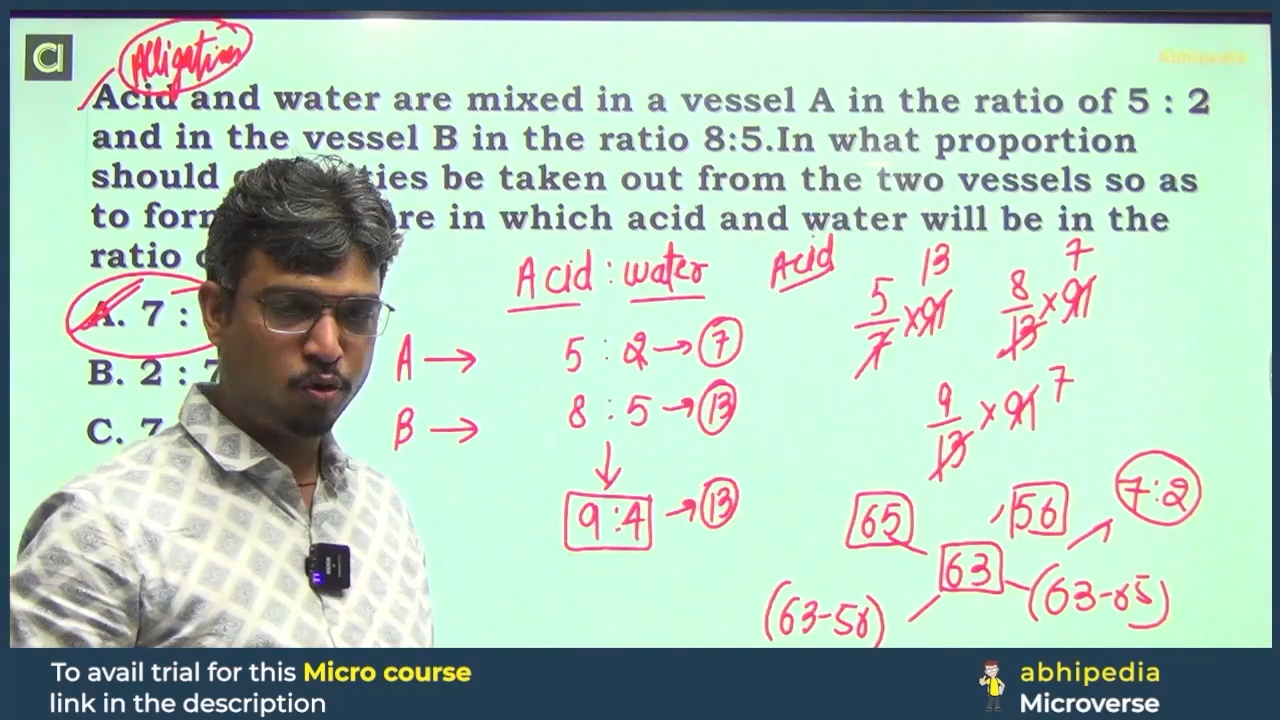 a
Alligation
Abhipedia
Acid and water are mixed in a vessel A in the ratio of 5 : 2
and in the vessel B in the ratio 8:5.In what proportion
should ties be taken out from the two vessels so as
to for re in which acid and water will be in the
ratio
A. 7 :
B. 2 : 7
C. 7
Acid : water
A → 5 : 2 → 7
B → 8 : 5 → 13
9 : 4 → 13
Acid
5/7 × 91 13
8/13 × 91 7
9/13 × 91 7
65 56 7:2
63
(63-56) (63-65)
To avail trial for this Micro course
link in the description
abhipedia
Microverse